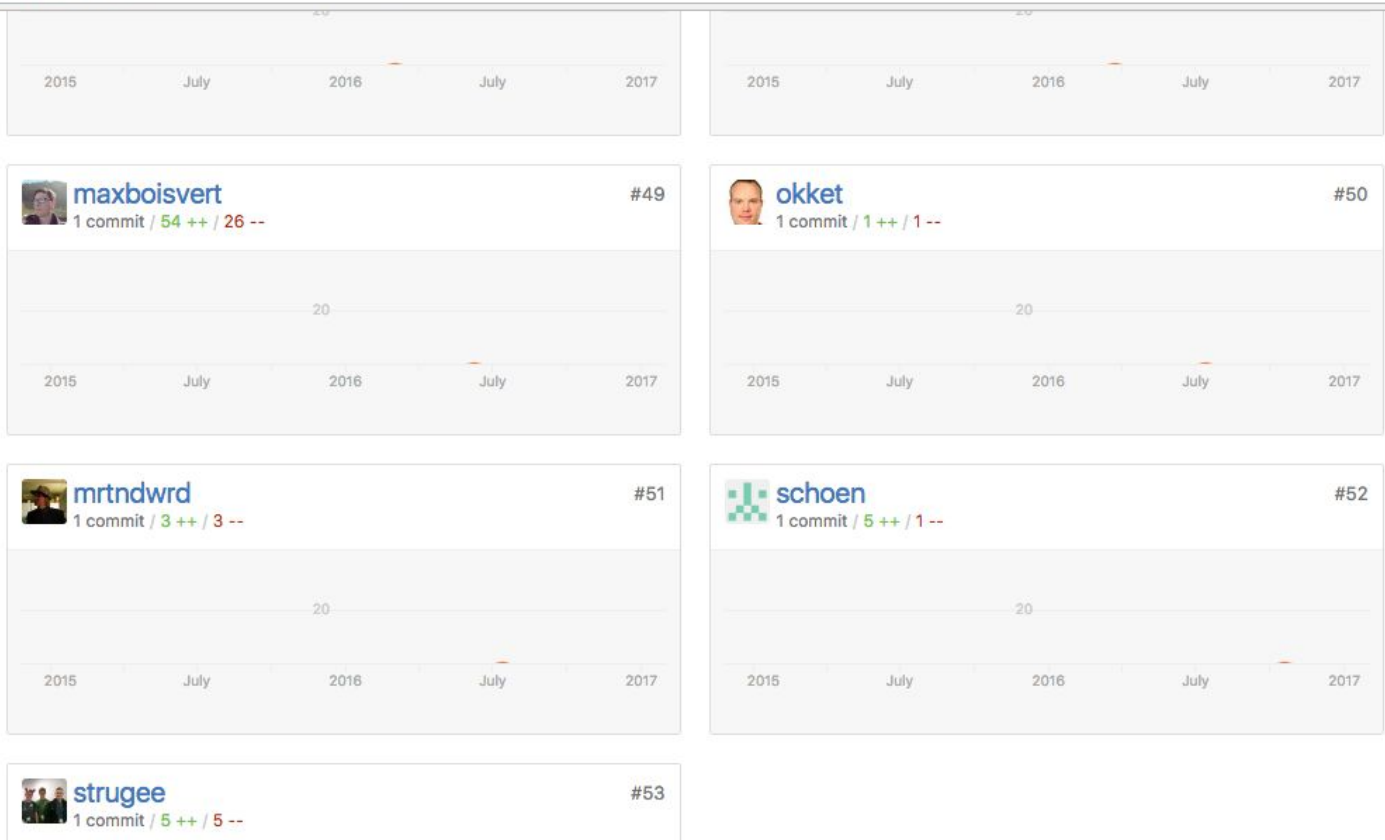 20
2015 July 2016 July 2017
20
2015 July 2016 July 2017
maxboisvert #49
1 commit / 54 ++ / 26 --
20
2015 July 2016 July 2017
okket #50
1 commit / 1 ++ / 1 --
20
2015 July 2016 July 2017
mrtndwrd #51
1 commit / 3 ++ / 3 --
20
2015 July 2016 July 2017
schoen #52
1 commit / 5 ++ / 1 --
20
2015 July 2016 July 2017
strugee #53
1 commit / 5 ++ / 5 --